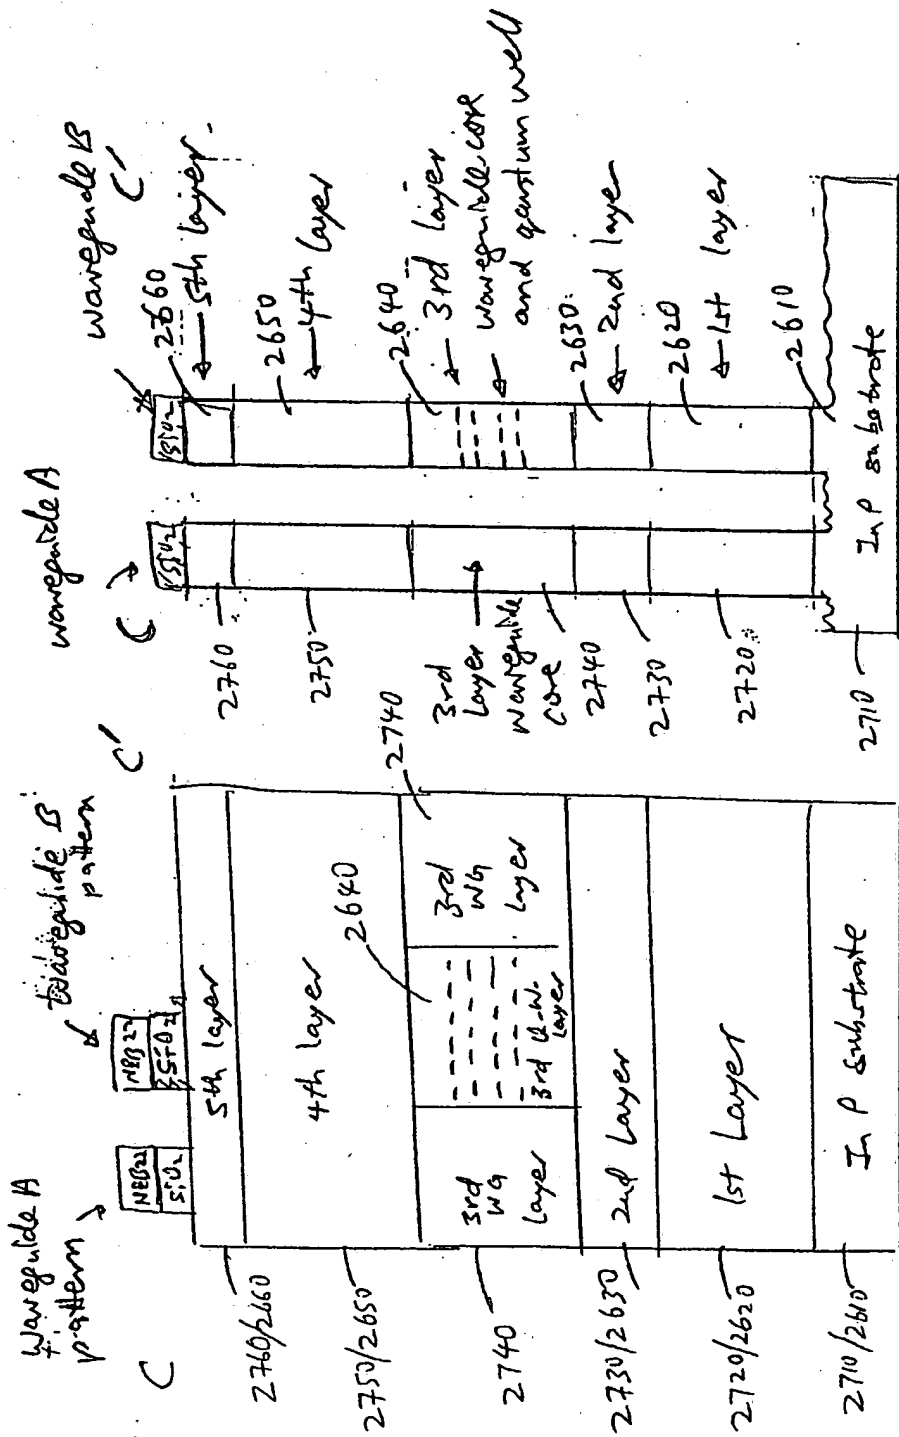 Waveguide A
pattern
Waveguide B
pattern
C
C'
NEB22
SiO2
NEB22
SiO2
5th layer
4th layer
2640
2740
3rd
WG
layer
3rd Q.W.
layer
3rd
WG
layer
2nd Layer
1st Layer
In P substrate
2760/2660
2750/2650
2740
2730/2630
2720/2620
2710/2610
waveguide A
C
waveguide B
C'
SiO2
SiO2
2660
5th layer
2650
4th layer
2640
3rd layer
waveguide core
and qantium well
2630
2nd layer
2620
1st layer
2610
In P substrate
2760
2750
3rd
Layer
waveguide
core
2740
2730
2720
2710